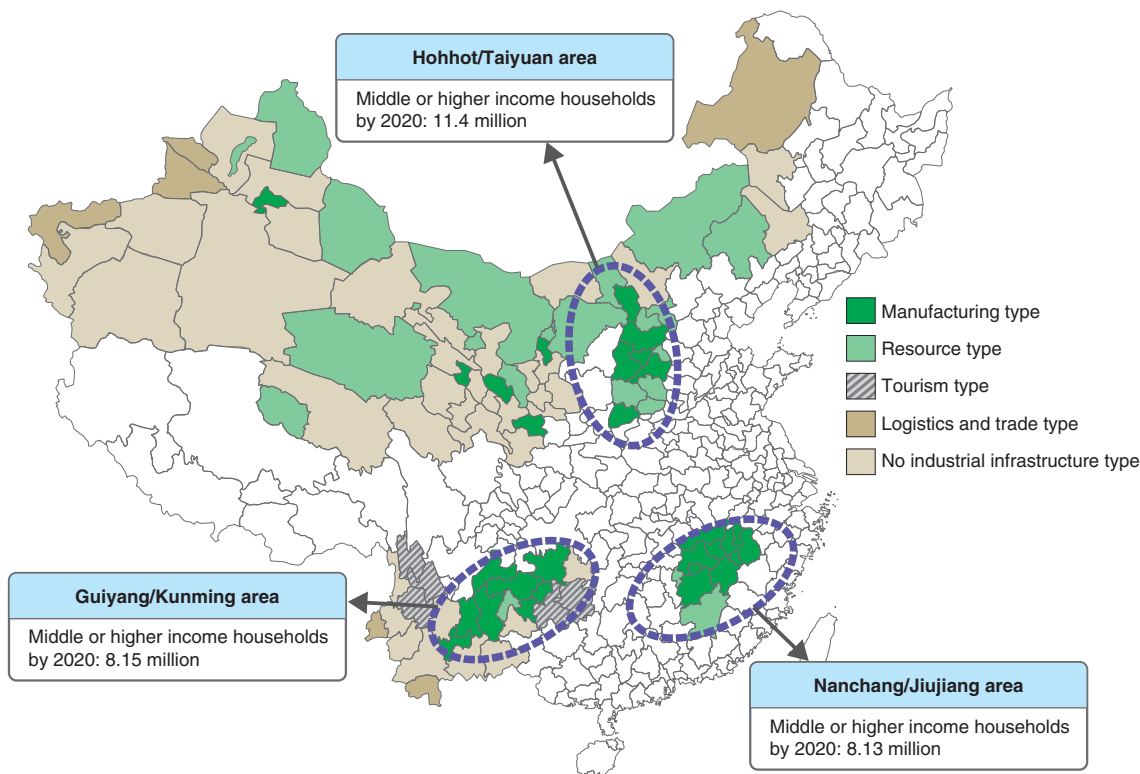 Hohhot/Taiyuan area
Middle or higher income households
by 2020: 11.4 million
Manufacturing type
Resource type
Tourism type
Logistics and trade type
No industrial infrastructure type
Guiyang/Kunming area
Middle or higher income households
by 2020: 8.15 million
Nanchang/Jiujiang area
Middle or higher income households
by 2020: 8.13 million